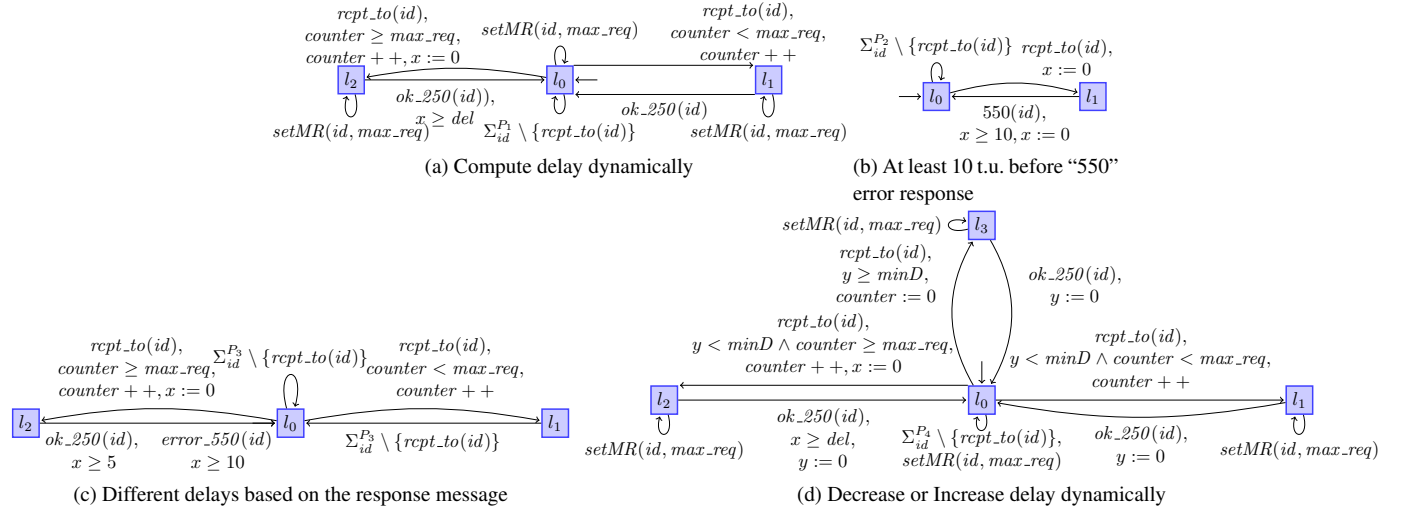 rcpt_to(id),
counter ≥ max_req,
counter ++, x := 0
setMR(id, max_req)
rcpt_to(id),
counter < max_req,
counter ++
l2
l0
l1
ok_250(id)),
x ≥ del
ok_250(id)
setMR(id, max_req)
Σ_id^{P1} \ {rcpt_to(id)}
setMR(id, max_req)
(a) Compute delay dynamically
Σ_id^{P2} \ {rcpt_to(id)}
rcpt_to(id),
x := 0
l0
l1
550(id),
x ≥ 10, x := 0
(b) At least 10 t.u. before “550”
error response
rcpt_to(id),
counter ≥ max_req,
counter ++, x := 0
Σ_id^{P3} \ {rcpt_to(id)}
rcpt_to(id),
counter < max_req,
counter ++
l2
l0
l1
ok_250(id),
x ≥ 5
error_550(id)
x ≥ 10
Σ_id^{P3} \ {rcpt_to(id)}
(c) Different delays based on the response message
setMR(id, max_req)
l3
rcpt_to(id),
y ≥ minD,
counter := 0
ok_250(id),
y := 0
rcpt_to(id),
y < minD ∧ counter ≥ max_req,
counter ++, x := 0
rcpt_to(id),
y < minD ∧ counter < max_req,
counter ++
l2
l0
l1
setMR(id, max_req)
ok_250(id),
x ≥ del,
y := 0
Σ_id^{P4} \ {rcpt_to(id)},
setMR(id, max_req)
ok_250(id),
y := 0
setMR(id, max_req)
(d) Decrease or Increase delay dynamically